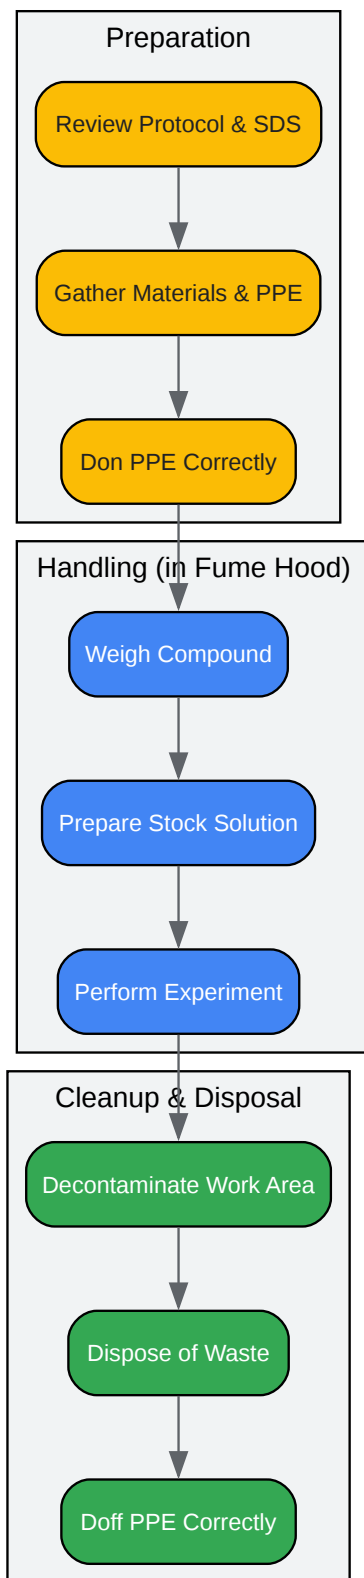 Preparation
Review Protocol & SDS
Gather Materials & PPE
Don PPE Correctly
Handling (in Fume Hood)
Weigh Compound
Prepare Stock Solution
Perform Experiment
Cleanup & Disposal
Decontaminate Work Area
Dispose of Waste
Doff PPE Correctly